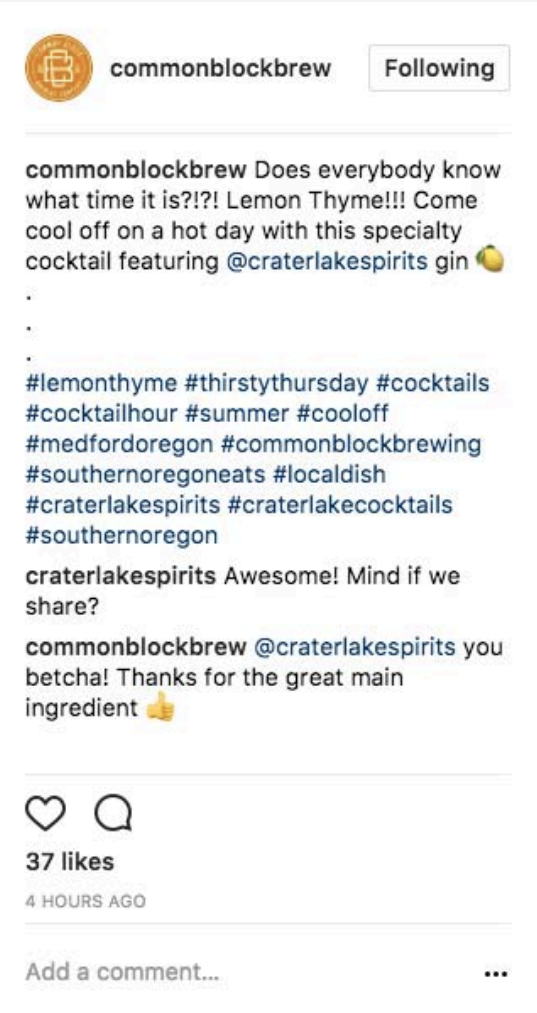 commonblockbrew Following
commonblockbrew Does everybody know
what time it is?!?! Lemon Thyme!!! Come
cool off on a hot day with this specialty
cocktail featuring @craterlakespirits gin 🍋
.
.
.
#lemonthyme #thirstythursday #cocktails
#cocktailhour #summer #cooloff
#medfordoregon #commonblockbrewing
#southernoregoneats #localdish
#craterlakespirits #craterlakecocktails
#southernoregon
craterlakespirits Awesome! Mind if we
share?
commonblockbrew @craterlakespirits you
betcha! Thanks for the great main
ingredient 👍
37 likes
4 HOURS AGO
Add a comment...